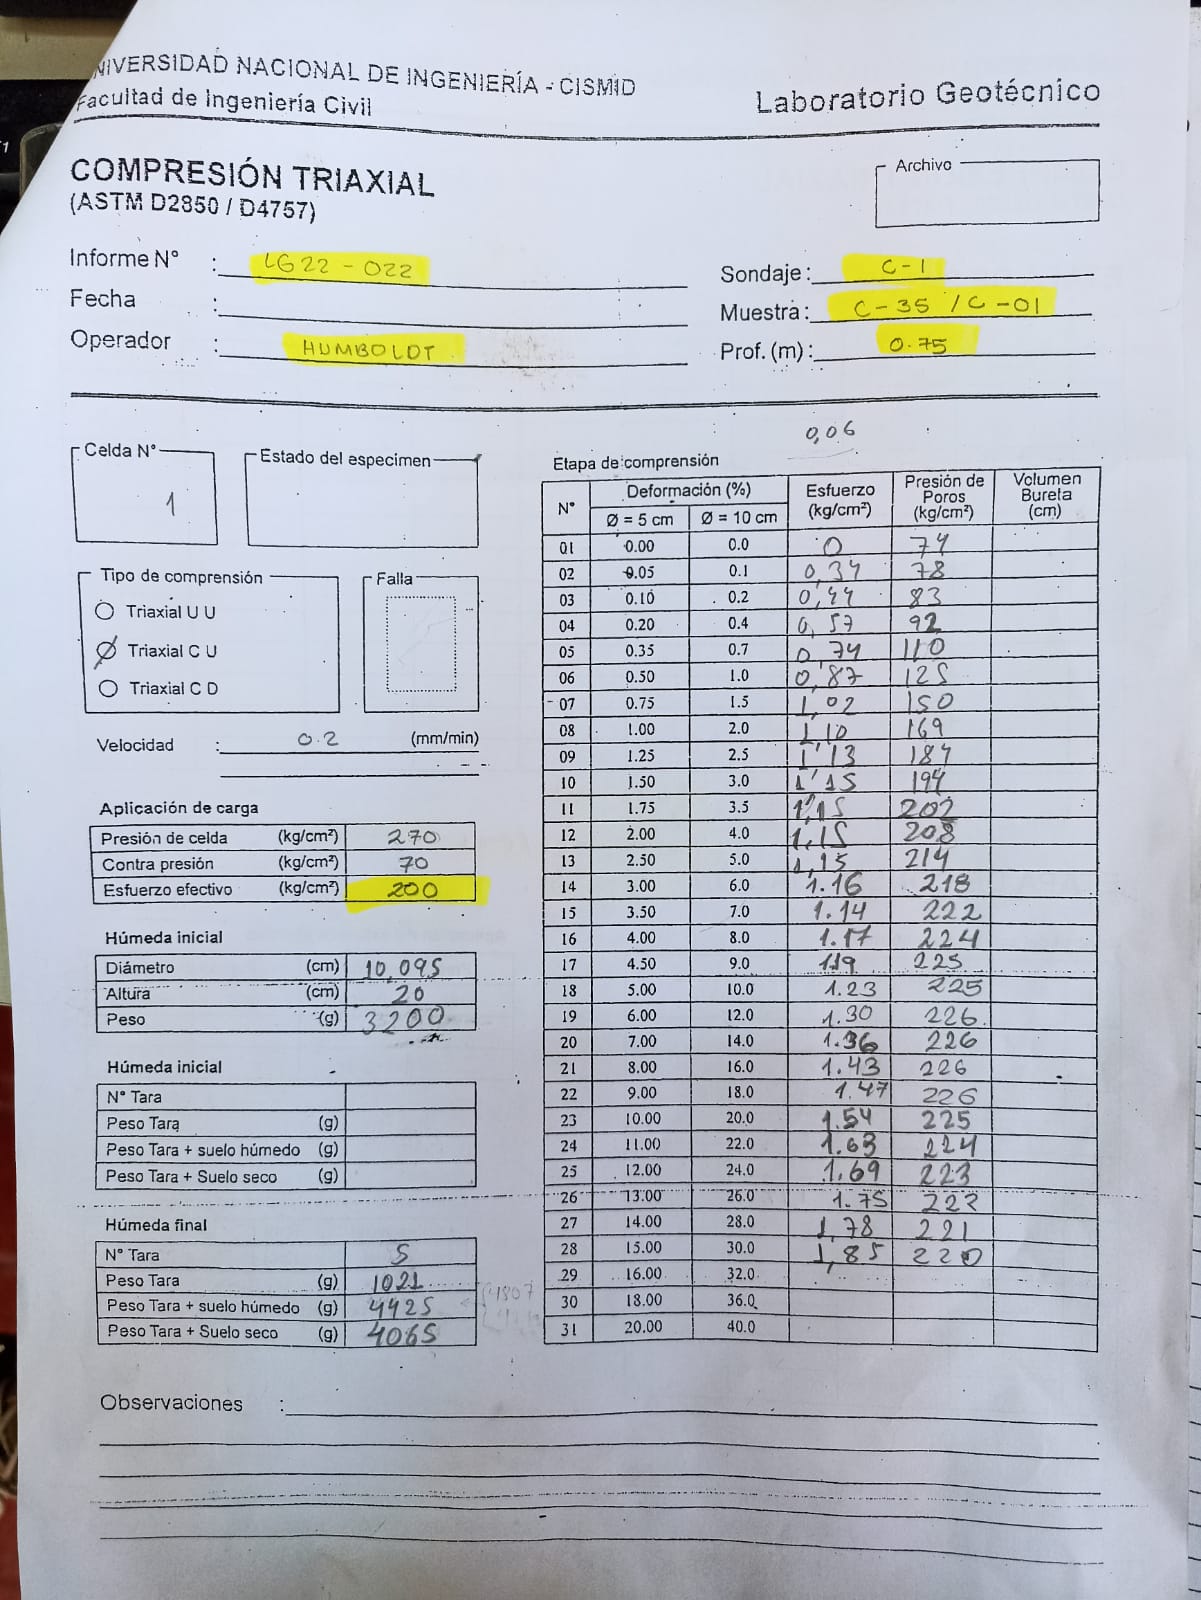 NIVERSIDAD NACIONAL DE INGENIERÍA - CISMID
Facultad de Ingeniería Civil
Laboratorio Geotécnico
COMPRESIÓN TRIAXIAL
(ASTM D2850 / D4757)
Archivo
Informe N° : LG22-022
Fecha :
Operador : HUMBOLDT
Sondaje : C-1
Muestra : C-35 / C-01
Prof. (m) : 0.75
Celda N°
1
Estado del especimen
Tipo de comprensión
Triaxial U U
Triaxial C U
Triaxial C D
Falla
Velocidad : 0.2 (mm/min)
Aplicación de carga
Presión de celda (kg/cm²) 270
Contra presión (kg/cm²) 70
Esfuerzo efectivo (kg/cm²) 200
Húmeda inicial
Diámetro (cm) 10,095
Altura (cm) 20
Peso (g) 3200
Húmeda inicial
N° Tara
Peso Tara (g)
Peso Tara + suelo húmedo (g)
Peso Tara + Suelo seco (g)
Húmeda final
N° Tara S
Peso Tara (g) 1021
Peso Tara + suelo húmedo (g) 4425
Peso Tara + Suelo seco (g) 4065
0,06
Etapa de comprensión
N° Deformación (%) Esfuerzo (kg/cm²) Presión de Poros (kg/cm²) Volumen Bureta (cm)
Ø = 5 cm Ø = 10 cm
01 0.00 0.0 0 74
02 0.05 0.1 0,34 78
03 0.10 0.2 0,44 83
04 0.20 0.4 0,57 92
05 0.35 0.7 0,74 110
06 0.50 1.0 0,87 125
07 0.75 1.5 1,02 150
08 1.00 2.0 1,10 169
09 1.25 2.5 1,13 184
10 1.50 3.0 1,15 194
11 1.75 3.5 1,15 202
12 2.00 4.0 1,15 208
13 2.50 5.0 1,15 214
14 3.00 6.0 1.16 218
15 3.50 7.0 1.14 222
16 4.00 8.0 1.17 224
17 4.50 9.0 1.19 225
18 5.00 10.0 1.23 225
19 6.00 12.0 1.30 226
20 7.00 14.0 1.36 226
21 8.00 16.0 1.43 226
22 9.00 18.0 1.47 226
23 10.00 20.0 1.54 225
24 11.00 22.0 1.63 224
25 12.00 24.0 1.69 223
26 13.00 26.0 1.75 222
27 14.00 28.0 1,78 221
28 15.00 30.0 1,85 220
29 16.00 32.0
30 18.00 36.0
31 20.00 40.0
Observaciones :